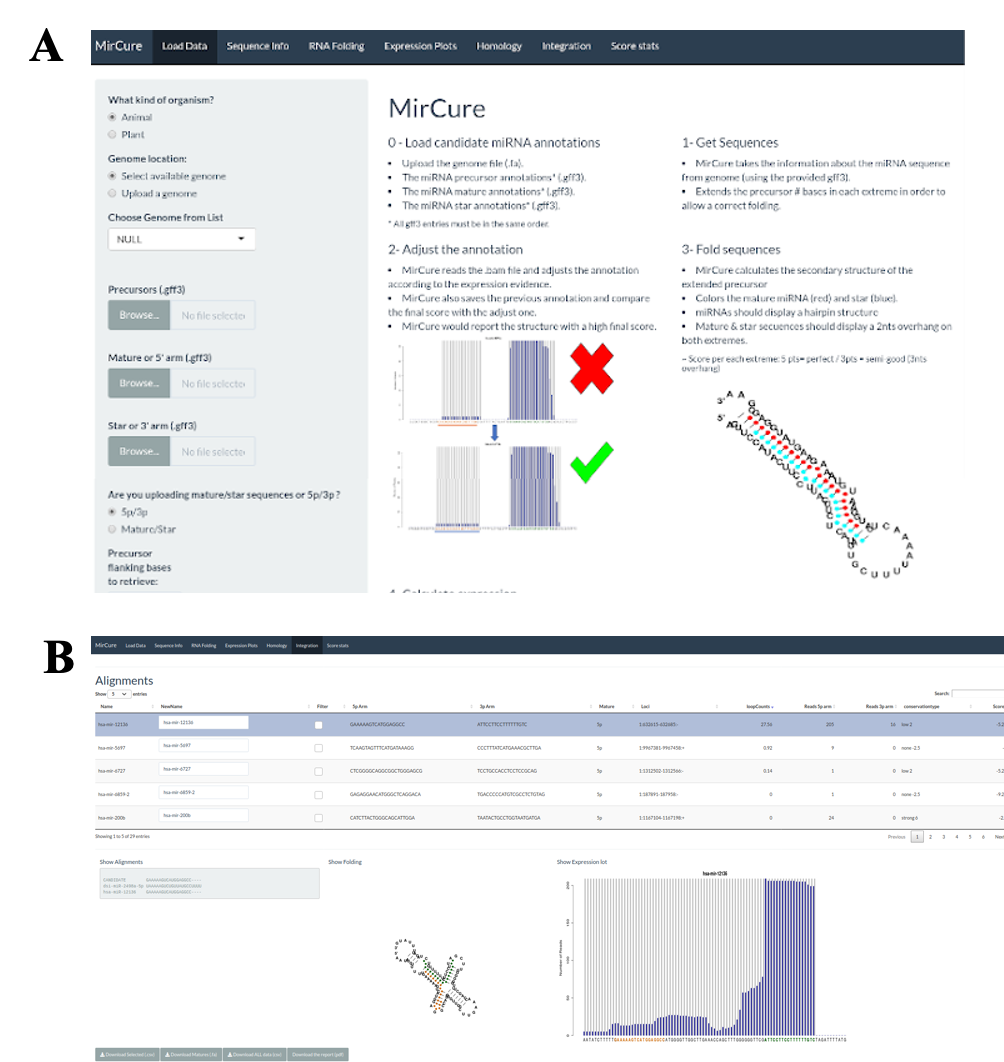 A
MirCure Load Data Sequence Info RNA Folding Expression Plots Homology Integration Score stats
What kind of organism?
Animal
Plant
Genome location:
Select available genome
Upload a genome
Choose Genome from List
NULL
Precursors (.gff3)
Browse... No file selected
Mature or 5' arm (.gff3)
Browse... No file selected
Star or 3' arm (.gff3)
Browse... No file selected
Are you uploading mature/star sequences or 5p/3p ?
5p/3p
Mature/Star
Precursor
flanking bases
to retrieve:
MirCure
0 - Load candidate miRNA annotations
• Upload the genome file (.fa).
• The miRNA precursor annotations* (.gff3).
• The miRNA mature annotations* (.gff3).
• The miRNA star annotations* (.gff3).
* All gff3 entries must be in the same order.
1- Get Sequences
• MirCure takes the information about the miRNA sequence
from genome (using the provided gff3).
• Extends the precursor # bases in each extreme in order to
allow a correct folding.
2- Adjust the annotation
• MirCure reads the .bam file and adjusts the annotation
according to the expression evidence.
• MirCure also saves the previous annotation and compare
the final score with the adjust one.
• MirCure would report the structure with a high final score.
3- Fold sequences
• MirCure calculates the secondary structure of the
extended precursor
• Colors the mature miRNA (red) and star (blue).
• miRNAs should display a hairpin structure
• Mature & star secuences should display a 2nts overhang on
both extremes.
– Score per each extreme: 5 pts= perfect / 3pts = semi-good (3nts
overhang)
3'
5'
4- Calculate expression
B
MirCure Load Data Sequence Info RNA Folding Expression Plots Homology Integration Score stats
Alignments
Show 5 entries
Search:
Name NewName Filter 5p Arm 3p Arm Mature Loci loopCounts Reads 5p arm Reads 3p arm conservationtype Score
hsa-mir-12136 hsa-mir-12136 GAAAAAGTCATGGAGGCC ATTCCTTCCTTTTTTGTC 5p 1:632615-632685:- 27.56 205 16 low 2 -5.2
hsa-mir-5697 hsa-mir-5697 TCAAGTAGTTTCATGATAAAGG CCCTTTATCATGAAACGCTTGA 5p 1:9967381-9967458:+ 0.92 9 0 none -2.5
hsa-mir-6727 hsa-mir-6727 CTCGGGGCAGGCGGCTGGGAGCG TCCTGCCACCTCCTCCGCAG 5p 1:1312502-1312566:- 0.14 1 0 low 2 -5.2
hsa-mir-6859-2 hsa-mir-6859-2 GAGAGGAACATGGGCTCAGGACA TGACCCCCATGTCGCCTCTGTAG 5p 1:187891-187958:- 0 1 0 none -2.5 -9.2
hsa-mir-200b hsa-mir-200b CATCTTACTGGGCAGCATTGGA TAATACTGCCTGGTAATGATGA 5p 1:1167104-1167198:+ 0 24 0 strong 6
Showing 1 to 5 of 29 entries
Previous 1 2 3 4 5 6 Next
Show Alignments
Show Folding
Show Expression lot
CANDIDATE
hsa-mir-12136
hsa-mir-12136
Number of Reads
0 50 100 150 200
Download Selected (.csv) Download Matures (.fa) Download ALL data (.csv) Download the report (pdf)